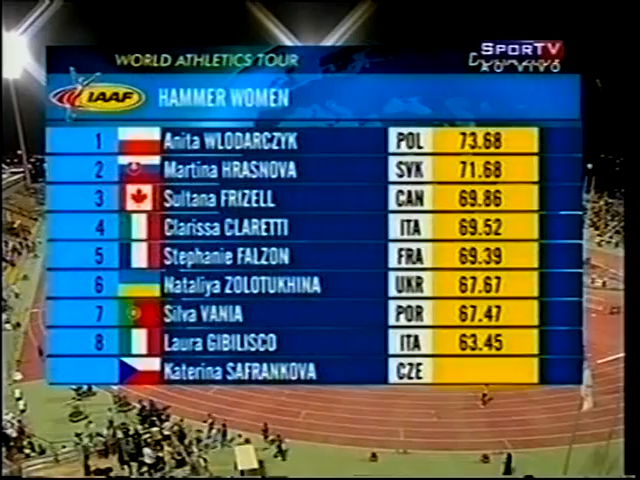 WORLD ATHLETICS TOUR
SPORTV
AO VIVO
IAAF
HAMMER WOMEN
1 Anita WLODARCZYK POL 73.68
2 Martina HRASNOVA SVK 71.68
3 Sultana FRIZELL CAN 69.86
4 Clarissa CLARETTI ITA 69.52
5 Stephanie FALZON FRA 69.39
6 Nataliya ZOLOTUKHINA UKR 67.67
7 Silva VANIA POR 67.47
8 Laura GIBILISCO ITA 63.45
Katerina SAFRANKOVA CZE